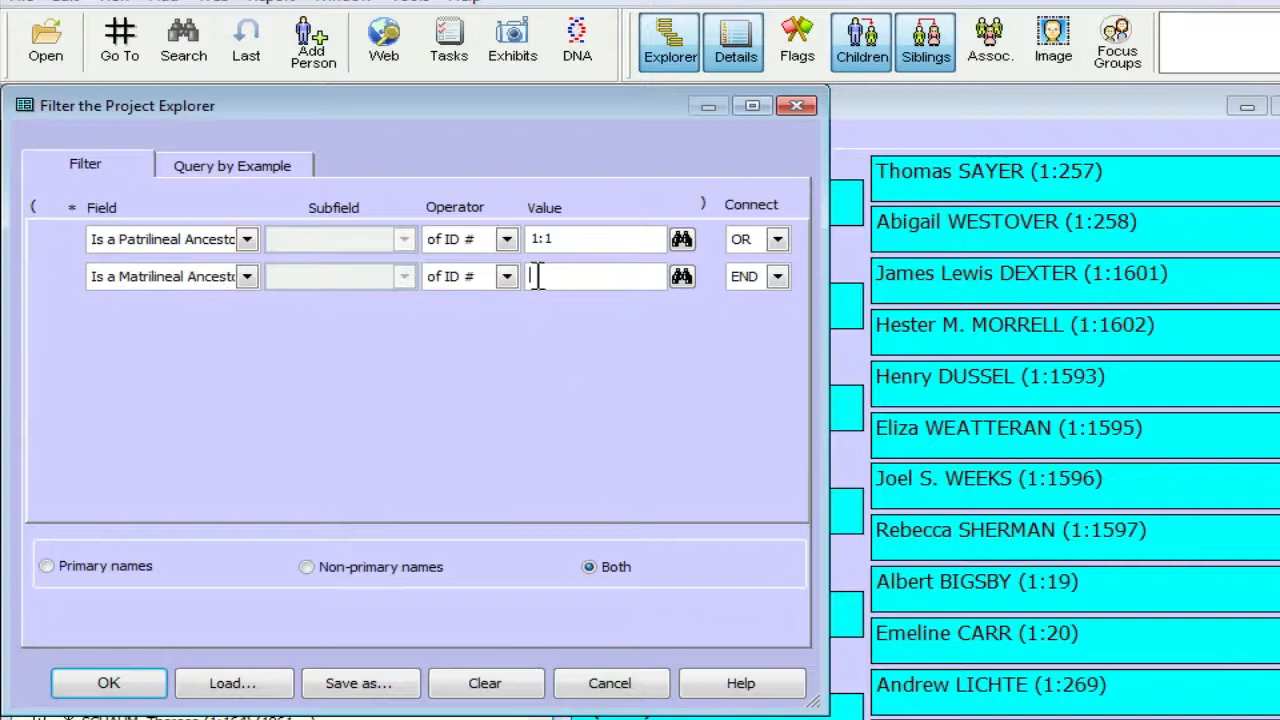 Open
Go To
Search
Last
Add Person
Web
Tasks
Exhibits
DNA
Explorer
Details
Flags
Children
Siblings
Assoc.
Image
Focus Groups
Filter the Project Explorer
Filter
Query by Example
( * Field Subfield Operator Value ) Connect
Is a Patrilineal Ancesto of ID # 1:1 OR
Is a Matrilineal Ancesto of ID # END
Primary names
Non-primary names
Both
OK
Load...
Save as...
Clear
Cancel
Help
Thomas SAYER (1:257)
Abigail WESTOVER (1:258)
James Lewis DEXTER (1:1601)
Hester M. MORRELL (1:1602)
Henry DUSSEL (1:1593)
Eliza WEATTERAN (1:1595)
Joel S. WEEKS (1:1596)
Rebecca SHERMAN (1:1597)
Albert BIGSBY (1:19)
Emeline CARR (1:20)
Andrew LICHTE (1:269)